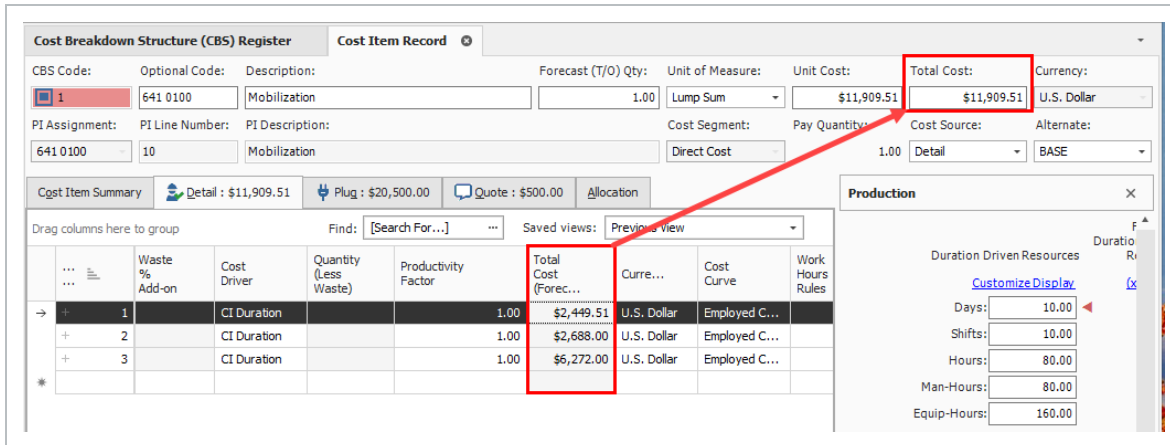 Cost Breakdown Structure (CBS) Register Cost Item Record
CBS Code: Optional Code: Description: Forecast (T/O) Qty: Unit of Measure: Unit Cost: Total Cost: Currency:
1 641 0100 Mobilization 1.00 Lump Sum $11,909.51 $11,909.51 U.S. Dollar
PI Assignment: PI Line Number: PI Description: Cost Segment: Pay Quantity: Cost Source: Alternate:
641 0100 10 Mobilization Direct Cost 1.00 Detail BASE
Cost Item Summary Detail : $11,909.51 Plug : $20,500.00 Quote : $500.00 Allocation Production
Drag columns here to group Find: [Search For...] ... Saved views: Previous View
... ... Waste % Add-on Cost Driver Quantity (Less Waste) Productivity Factor Total Cost (Forec... Curre... Cost Curve Work Hours Rules
1 CI Duration 1.00 $2,449.51 U.S. Dollar Employed C...
2 CI Duration 1.00 $2,688.00 U.S. Dollar Employed C...
3 CI Duration 1.00 $6,272.00 U.S. Dollar Employed C...
Duratio
Duration Driven Resources
Customize Display (x
Days: 10.00
Shifts: 10.00
Hours: 80.00
Man-Hours: 80.00
Equip-Hours: 160.00